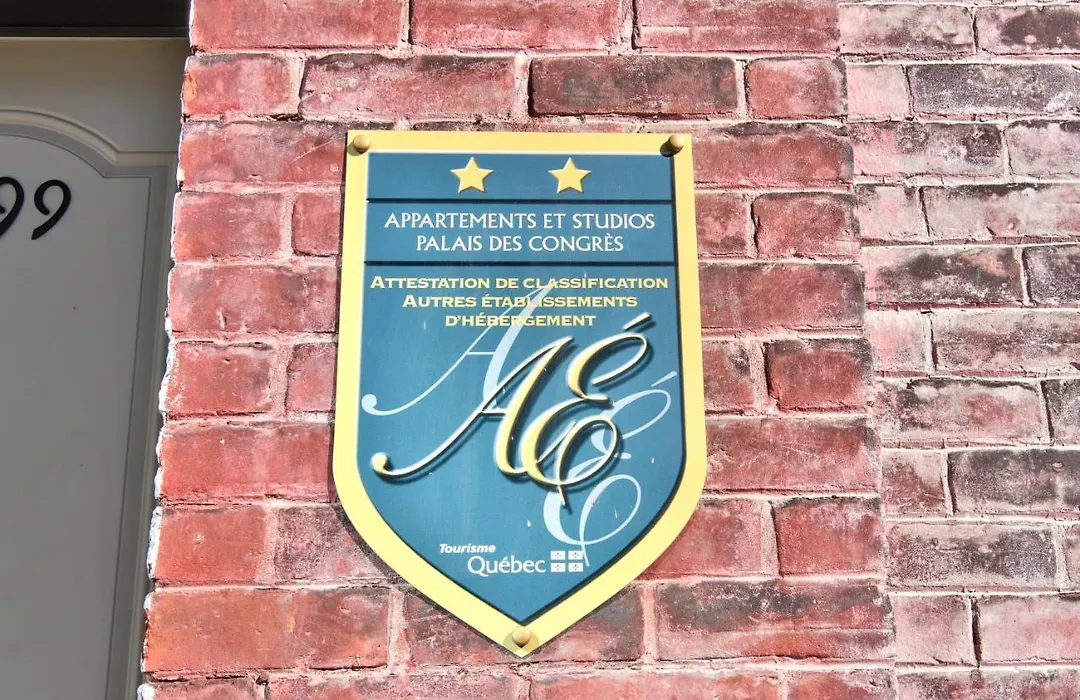 99
APPARTEMENTS ET STUDIOS
PALAIS DES CONGRÈS
ATTESTATION DE CLASSIFICATION
AUTRES ÉTABLISSEMENTS
D'HÉBERGEMENT
AÉ
Tourisme
Québec